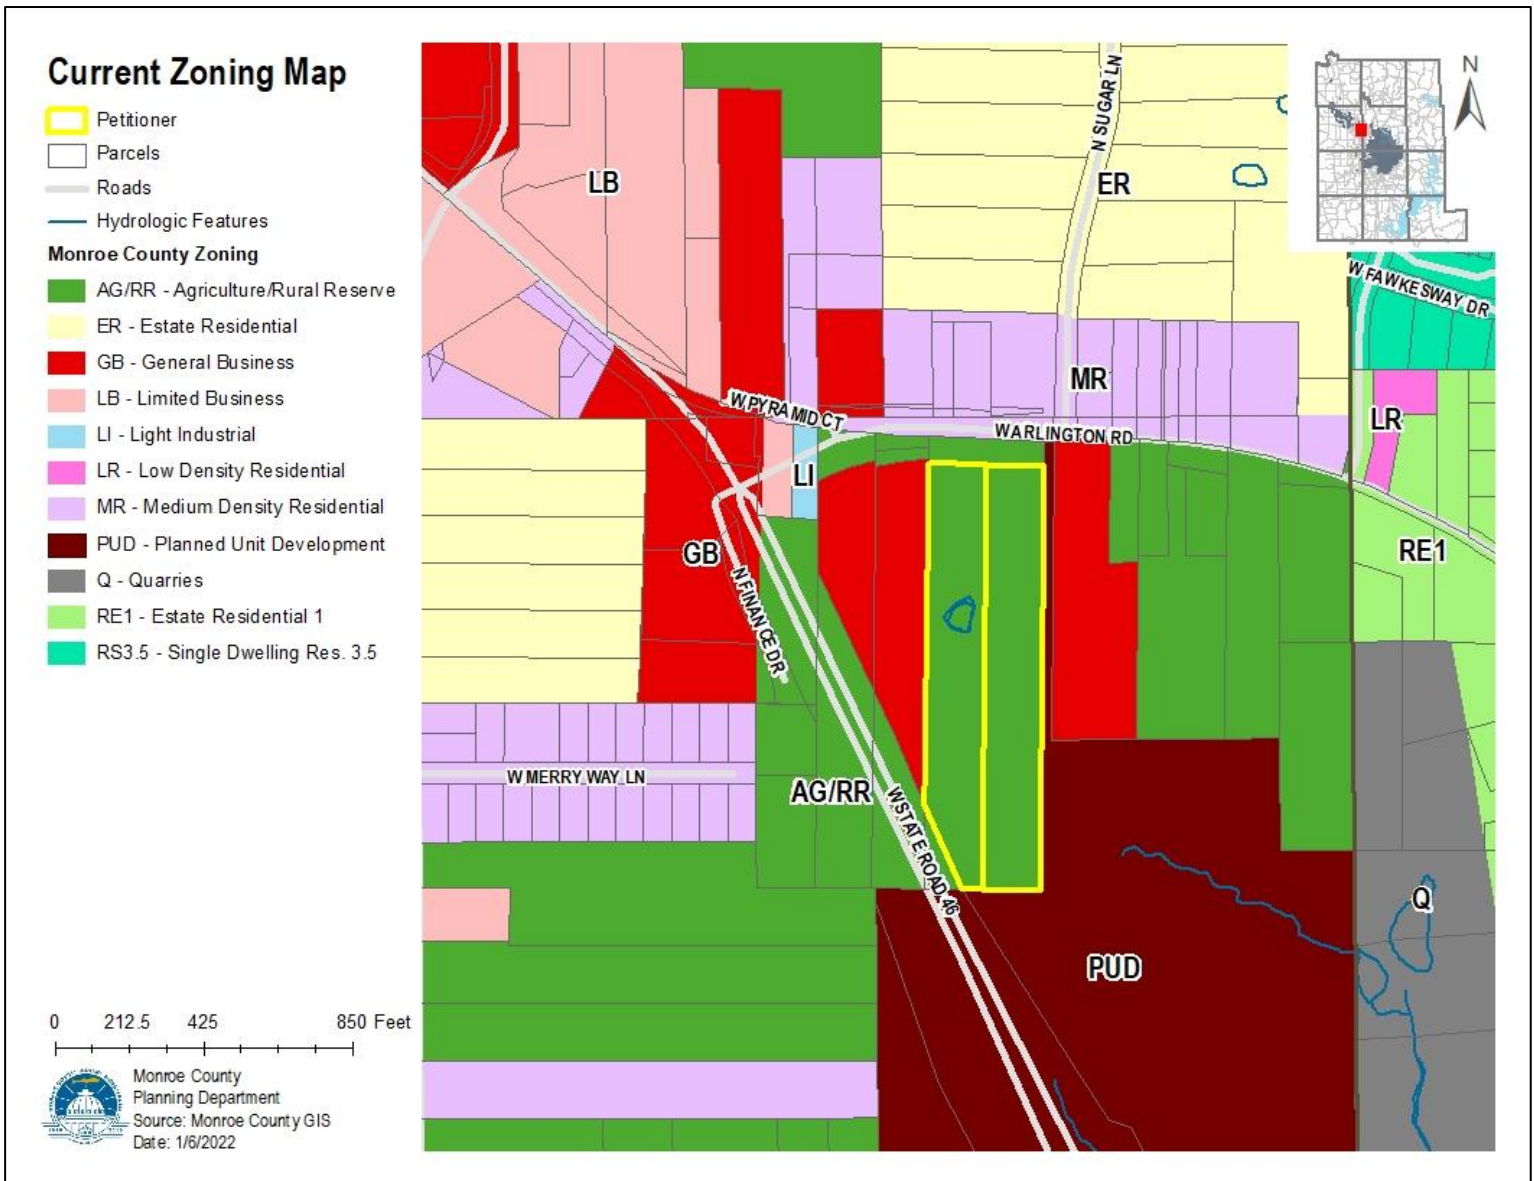 Current Zoning Map
Petitioner
Parcels
Roads
Hydrologic Features
Monroe County Zoning
AG/RR - Agriculture/Rural Reserve
ER - Estate Residential
GB - General Business
LB - Limited Business
LI - Light Industrial
LR - Low Density Residential
MR - Medium Density Residential
PUD - Planned Unit Development
Q - Quarries
RE1 - Estate Residential 1
RS3.5 - Single Dwelling Res. 3.5
0 212.5 425 850 Feet
Monroe County
Planning Department
Source: Monroe County GIS
Date: 1/6/2022
N
N SUGAR LN
LB
ER
W FAWKESWAY DR
MR
W PYRAMID CT
W ARLINGTON RD
LR
LI
GB
RE1
N FINANCE DR
W MERRY WAY LN
AG/RR
W STATE ROAD 46
Q
PUD